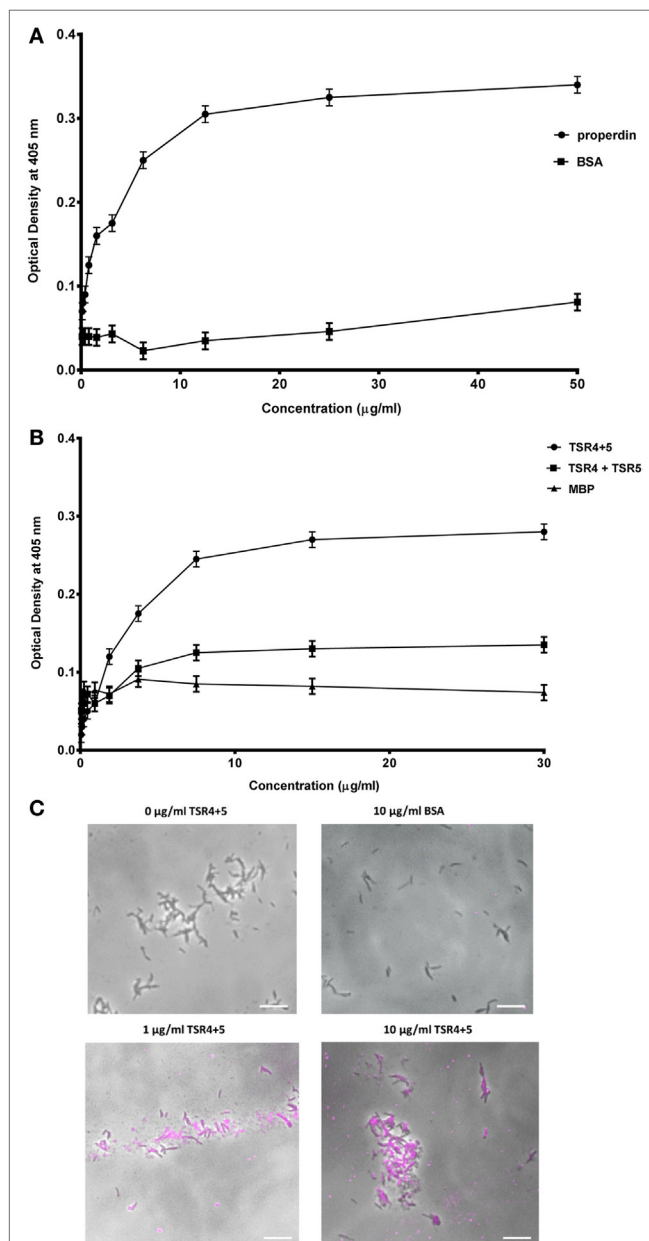 A
0.4
0.3
0.2
0.1
0.0
Optical Density at 405 nm
0 10 20 30 40 50
Concentration (μg/ml)
properdin
BSA
B
0.4
0.3
0.2
0.1
0.0
Optical Density at 405 nm
0 10 20 30
Concentration (μg/ml)
TSR4+5
TSR4 + TSR5
MBP
C
0 μg/ml TSR4+5 10 μg/ml BSA
1 μg/ml TSR4+5 10 μg/ml TSR4+5